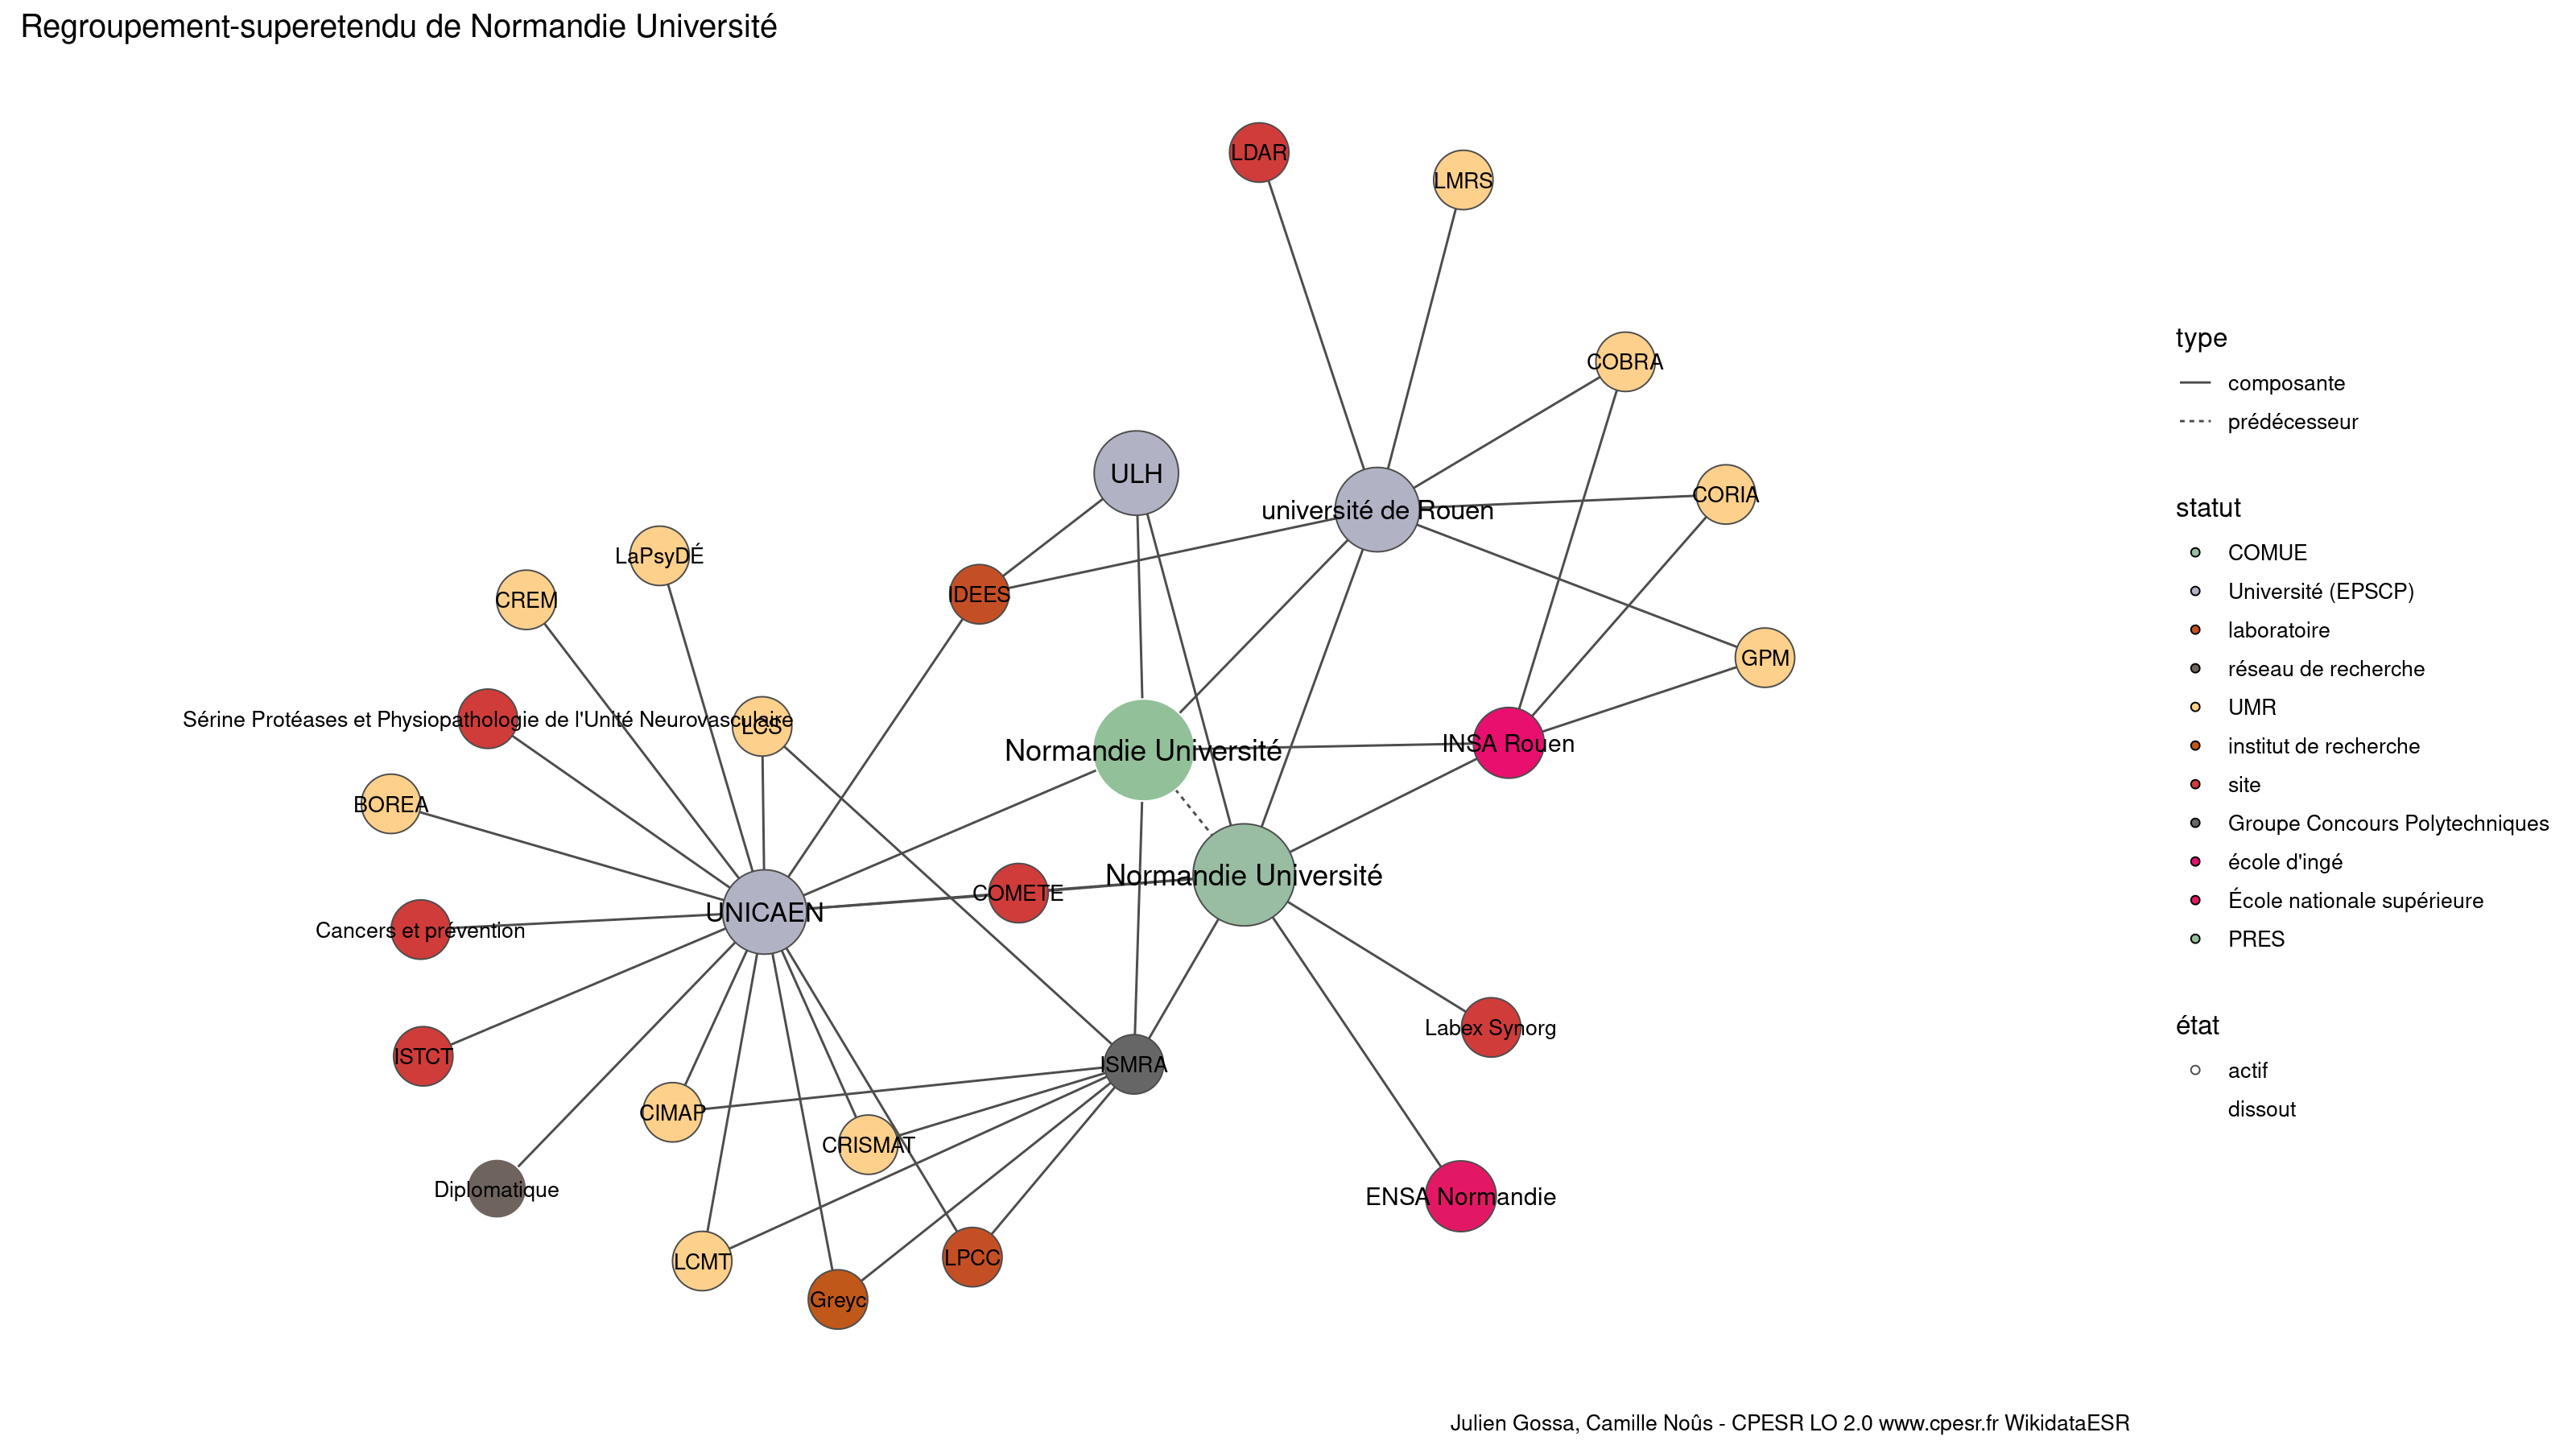 Regroupement-superetendu de Normandie Université
LDAR
LMRS
COBRA
ULH
CORIA
université de Rouen
LaPsyDÉ
IDEES
CREM
GPM
Sérine Protéases et Physiopathologie de l'Unité Neurovasculaire
LCS
INSA Rouen
Normandie Université
BOREA
Normandie Université
COMETE
UNICAEN
Cancers et prévention
Labex Synorg
ISTCT
ISMRA
CIMAP
CRISMAT
Diplomatique
ENSA Normandie
LPCC
LCMT
Greyc
type
composante
prédécesseur
statut
COMUE
Université (EPSCP)
laboratoire
réseau de recherche
UMR
institut de recherche
site
Groupe Concours Polytechniques
école d'ingé
École nationale supérieure
PRES
état
actif
dissout
Julien Gossa, Camille Noûs - CPESR LO 2.0 www.cpesr.fr WikidataESR